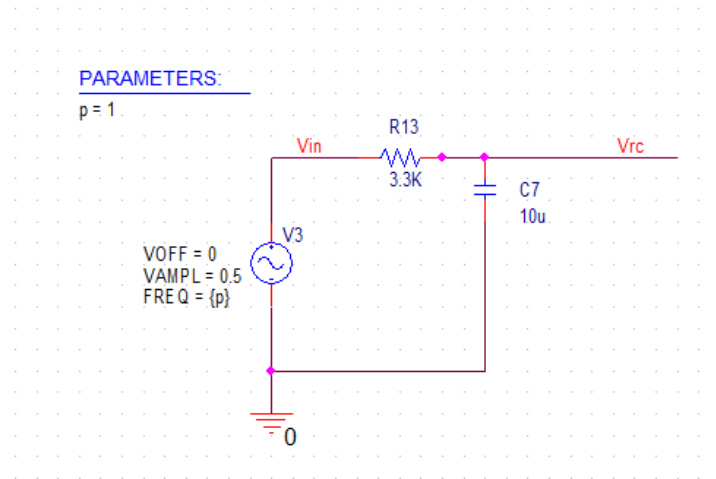 PARAMETERS:
p = 1
R13
Vin
Vrc
3.3K
C7
10u
V3
VOFF = 0
VAMPL = 0.5
FREQ = {p}
0